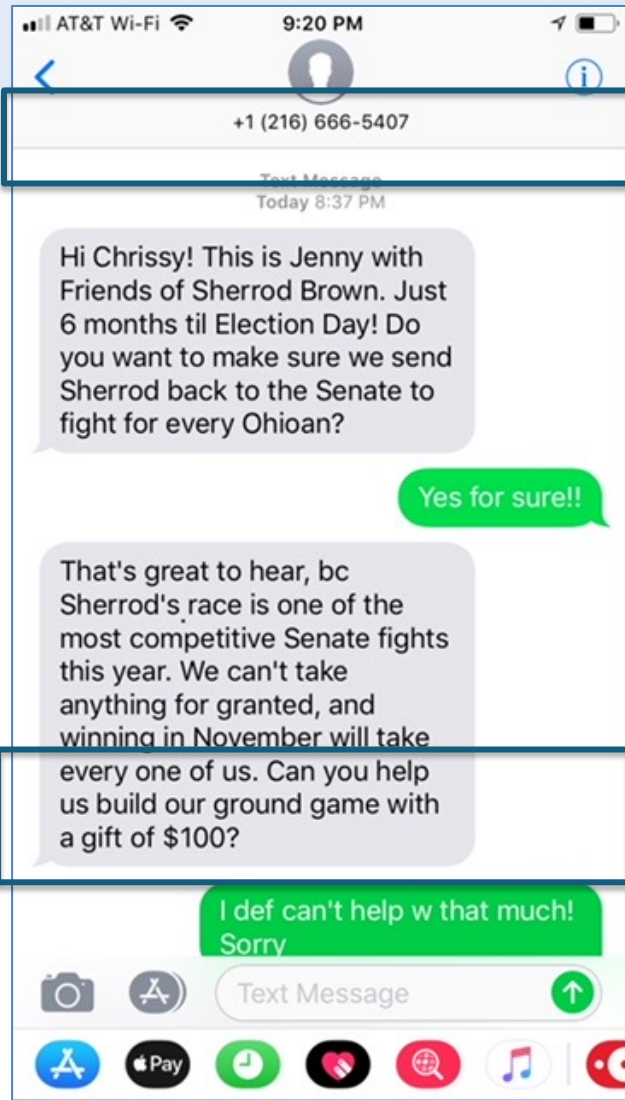 AT&T Wi-Fi 9:20 PM
+1 (216) 666-5407
Text Message
Today 8:37 PM
Hi Chrissy! This is Jenny with
Friends of Sherrod Brown. Just
6 months til Election Day! Do
you want to make sure we send
Sherrod back to the Senate to
fight for every Ohioan?
Yes for sure!!
That's great to hear, bc
Sherrod's race is one of the
most competitive Senate fights
this year. We can't take
anything for granted, and
winning in November will take
every one of us. Can you help
us build our ground game with
a gift of $100?
I def can't help w that much!
Sorry
Text Message
Pay